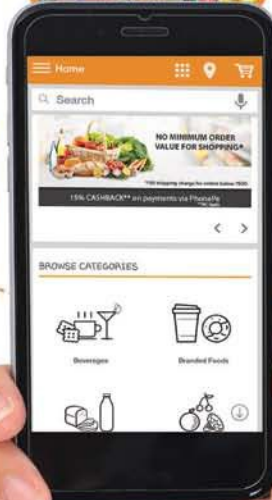 Home
Search
NO MINIMUM ORDER
VALUE FOR SHOPPING*
15% CASHBACK** on payments via PhonePe
BROWSE CATEGORIES
Beverages
Branded Foods